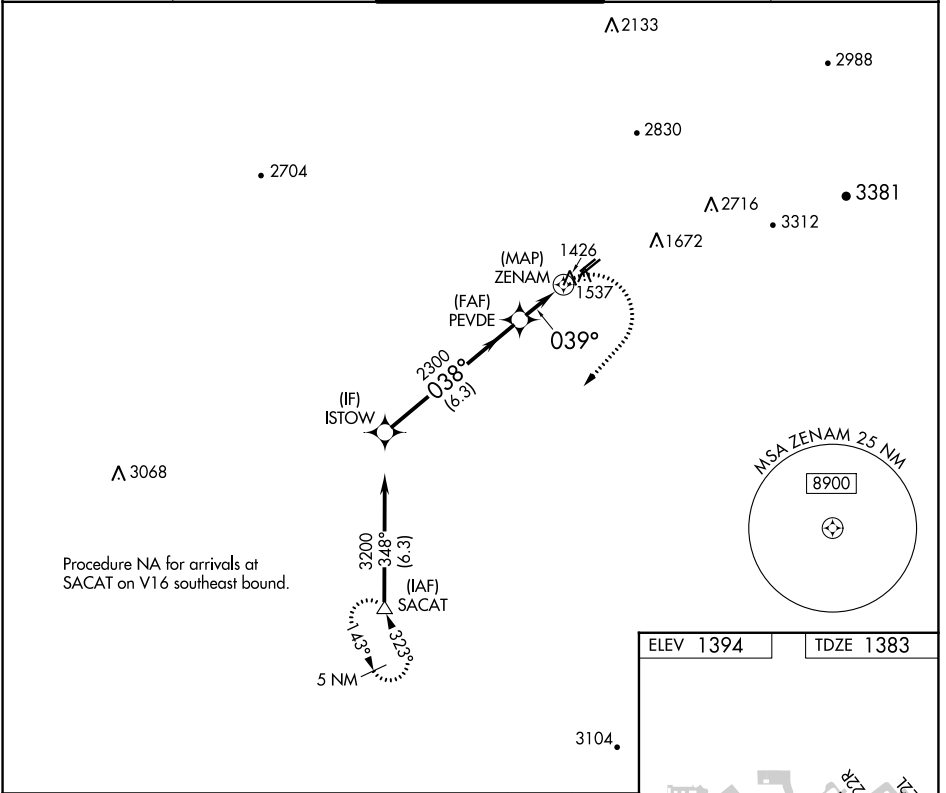 2133
2988
2830
2704
3381
2716
3312
1672
(MAP)
ZENAM
1426
1537
(FAF)
PEVDE
039°
2300
038°
(6.3)
(IF)
ISTOW
MSA ZENAM 25 NM
8900
3068
3200
348°
(6.3)
Procedure NA for arrivals at
SACAT on V16 southeast bound.
(IAF)
SACAT
143°
323°
5 NM
ELEV 1394
TDZE 1383
3104
22R
22L